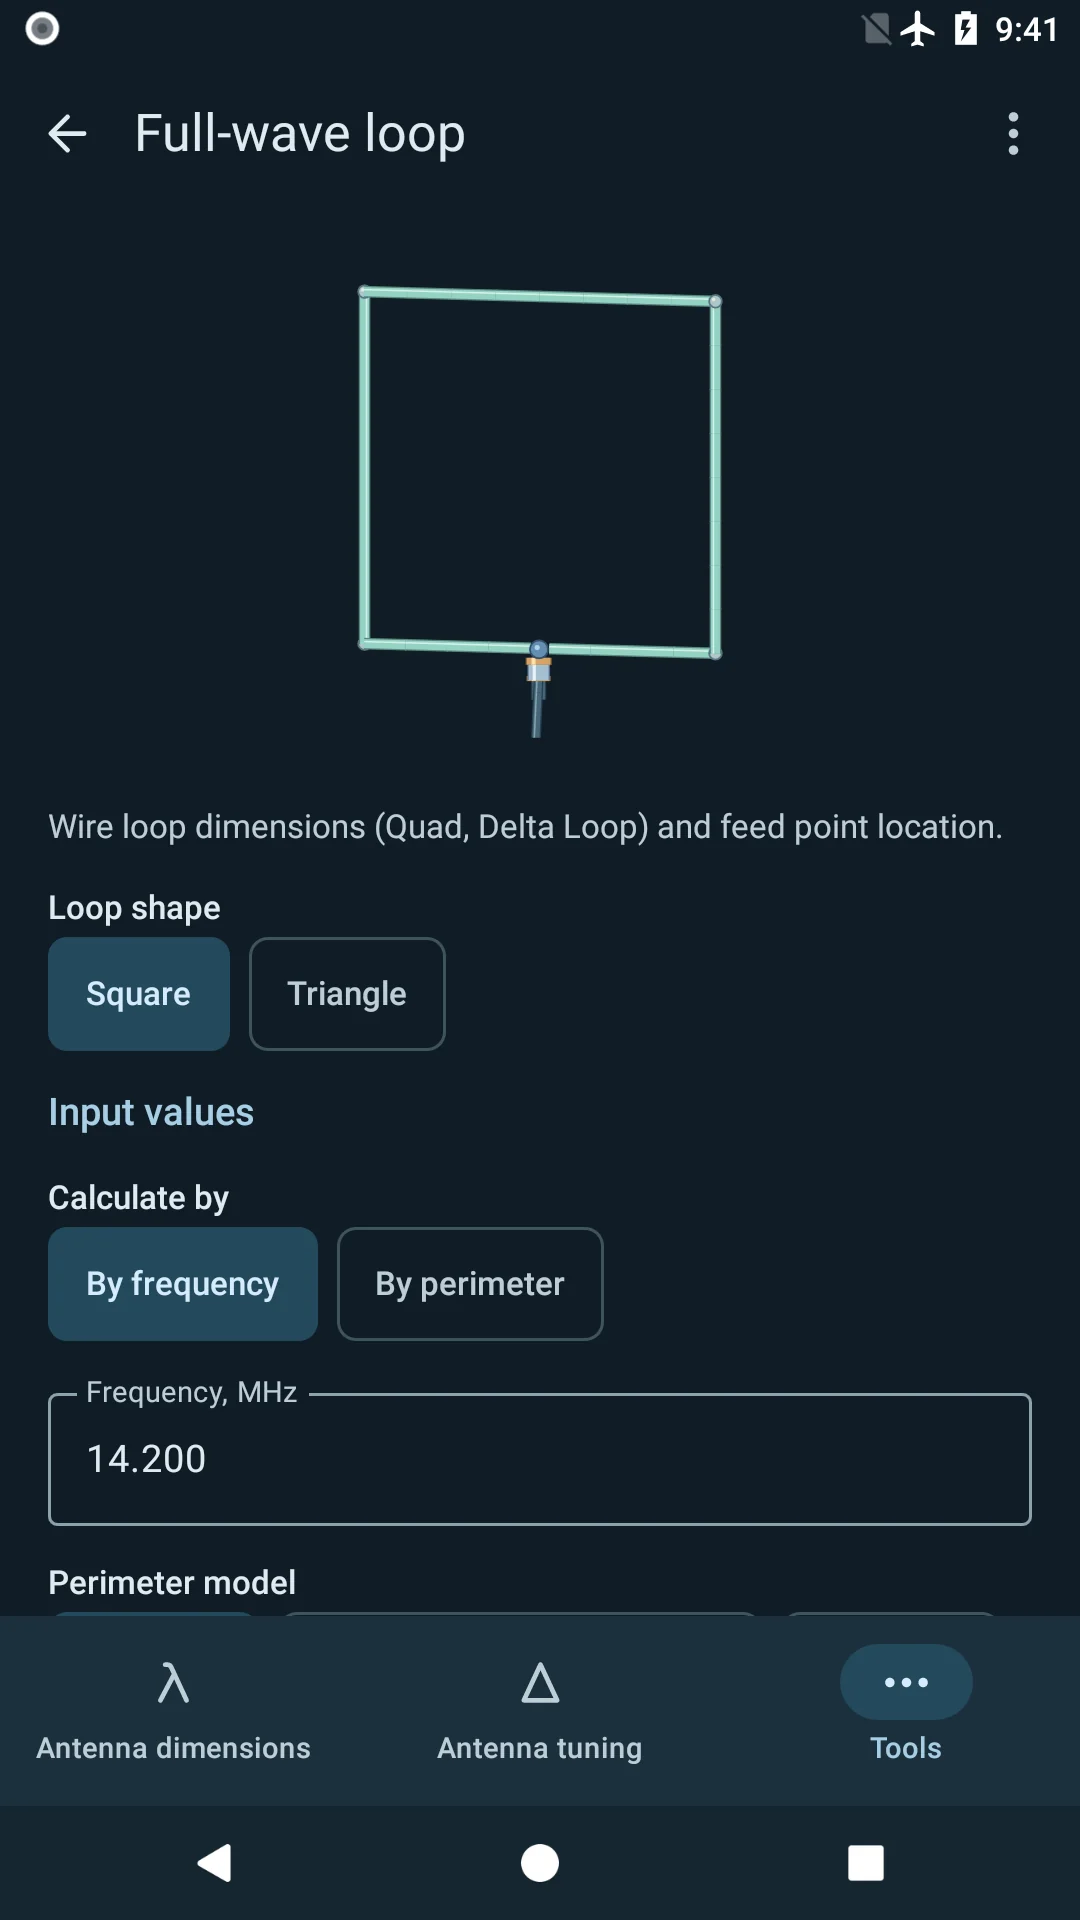 9:41
Full-wave loop
Wire loop dimensions (Quad, Delta Loop) and feed point location.
Loop shape
Square Triangle
Input values
Calculate by
By frequency By perimeter
Frequency, MHz
14.200
Perimeter model
λ Δ
Antenna dimensions Antenna tuning Tools